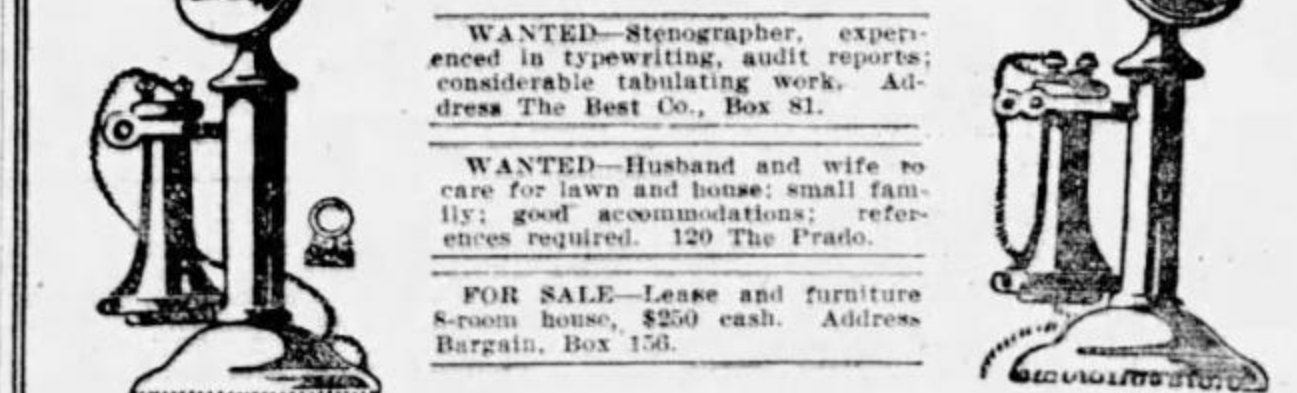 WANTED—Stenographer, experi-
enced in typewriting, audit reports;
considerable tabulating work. Ad-
dress The Best Co., Box 81.
WANTED—Husband and wife to
care for lawn and house; small fam-
ily; good accommodations; refer-
ences required. 120 The Prado.
FOR SALE—Lease and furniture
8-room house, $250 cash. Address
Bargain, Box 156.